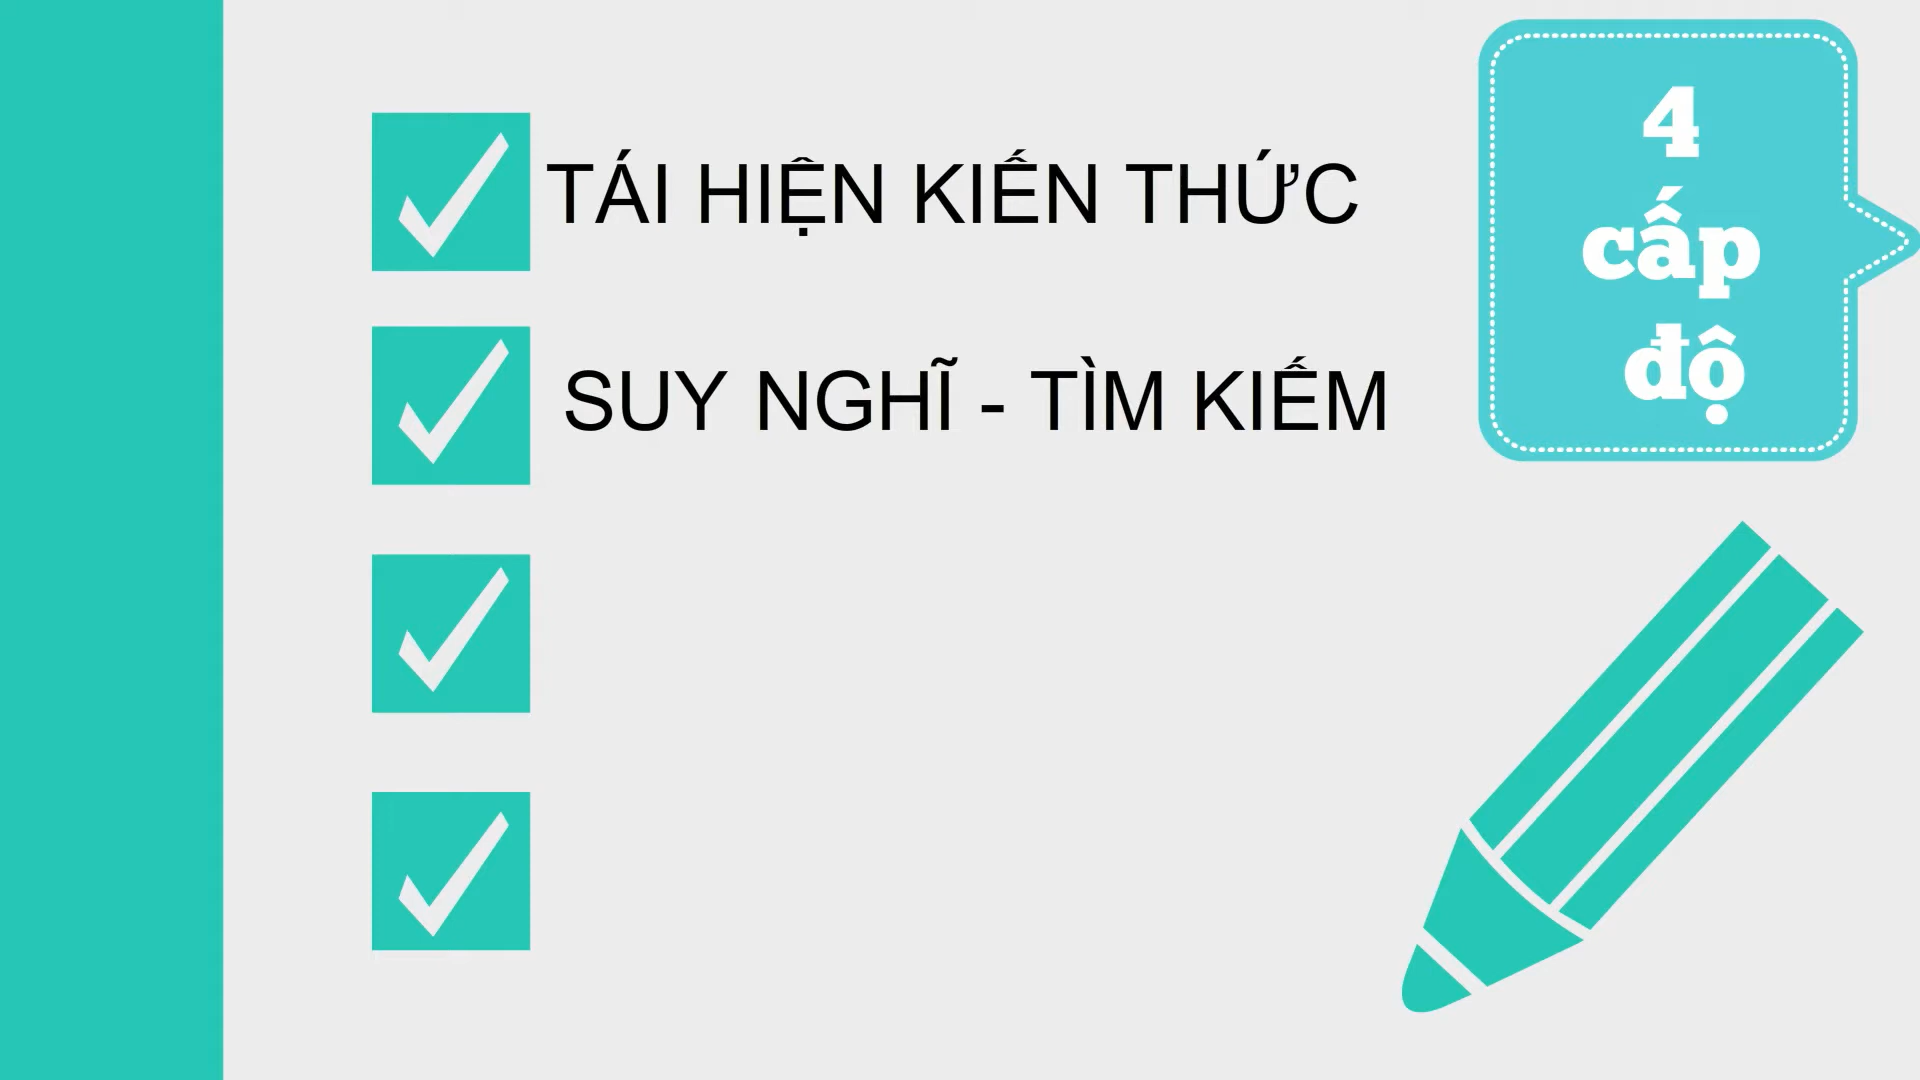 TÁI HIỆN KIẾN THỨC
SUY NGHĨ - TÌM KIẾM
4
cấp
độ